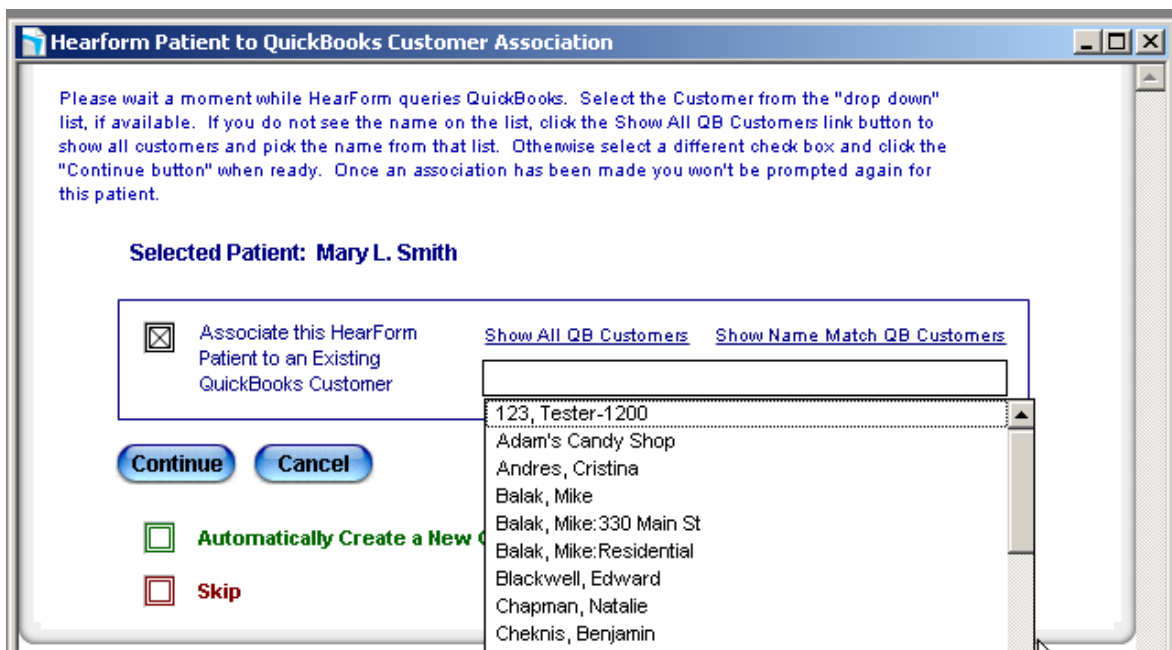 Hearform Patient to QuickBooks Customer Association
Please wait a moment while HearForm queries QuickBooks. Select the Customer from the "drop down"
list, if available. If you do not see the name on the list, click the Show All QB Customers link button to
show all customers and pick the name from that list. Otherwise select a different check box and click the
"Continue button" when ready. Once an association has been made you won't be prompted again for
this patient.
Selected Patient: Mary L. Smith
Associate this HearForm
Patient to an Existing
QuickBooks Customer
Show All QB Customers Show Name Match QB Customers
123, Tester-1200
Adam's Candy Shop
Andres, Cristina
Balak, Mike
Balak, Mike:330 Main St
Balak, Mike:Residential
Blackwell, Edward
Chapman, Natalie
Cheknis, Benjamin
Continue Cancel
Automatically Create a New
Skip